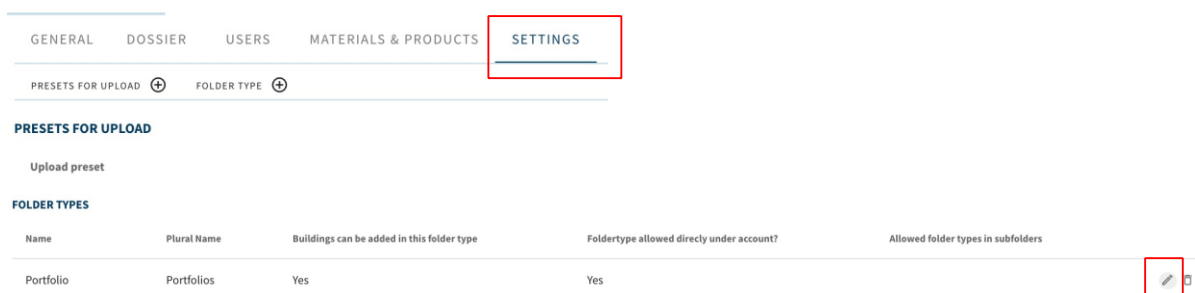 GENERAL DOSSIER USERS MATERIALS & PRODUCTS SETTINGS
PRESETS FOR UPLOAD FOLDER TYPE
PRESETS FOR UPLOAD
Upload preset
FOLDER TYPES
Name Plural Name Buildings can be added in this folder type Foldertype allowed direcly under account? Allowed folder types in subfolders
Portfolio Portfolios Yes Yes